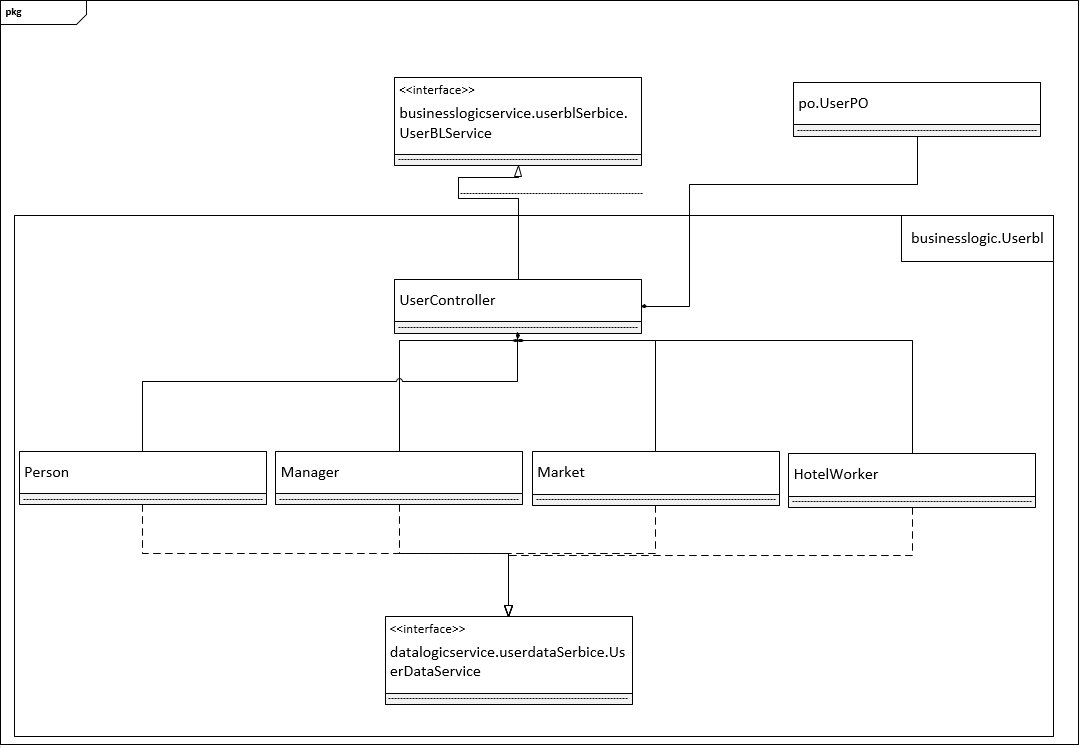 pkg
<<interface>>
businesslogicservice.userblSerbice.
UserBLService
po.UserPO
businesslogic.Userbl
UserController
Person
Manager
Market
HotelWorker
<<interface>>
datalogicservice.userdataSerbice.Us
erDataService